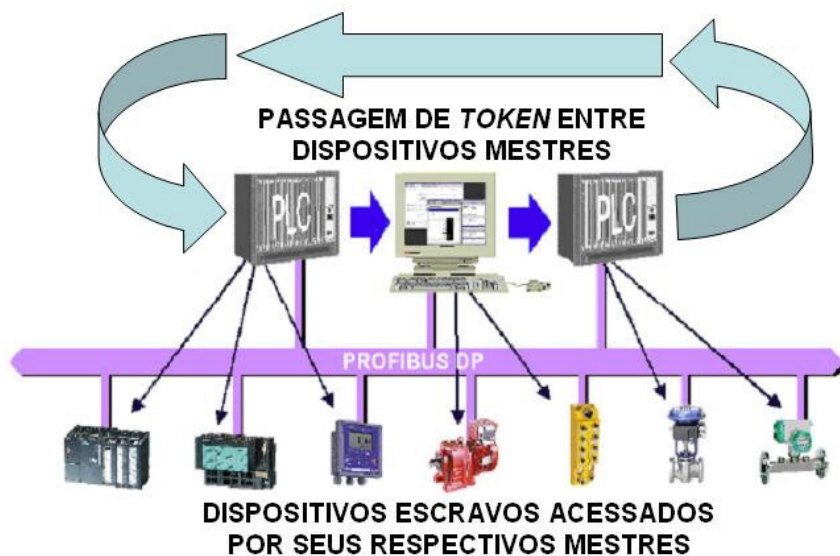 PASSAGEM DE TOKEN ENTRE
DISPOSITIVOS MESTRES
PLC
PLC
PROFIBUS DP
DISPOSITIVOS ESCRAVOS ACESSADOS
POR SEUS RESPECTIVOS MESTRES